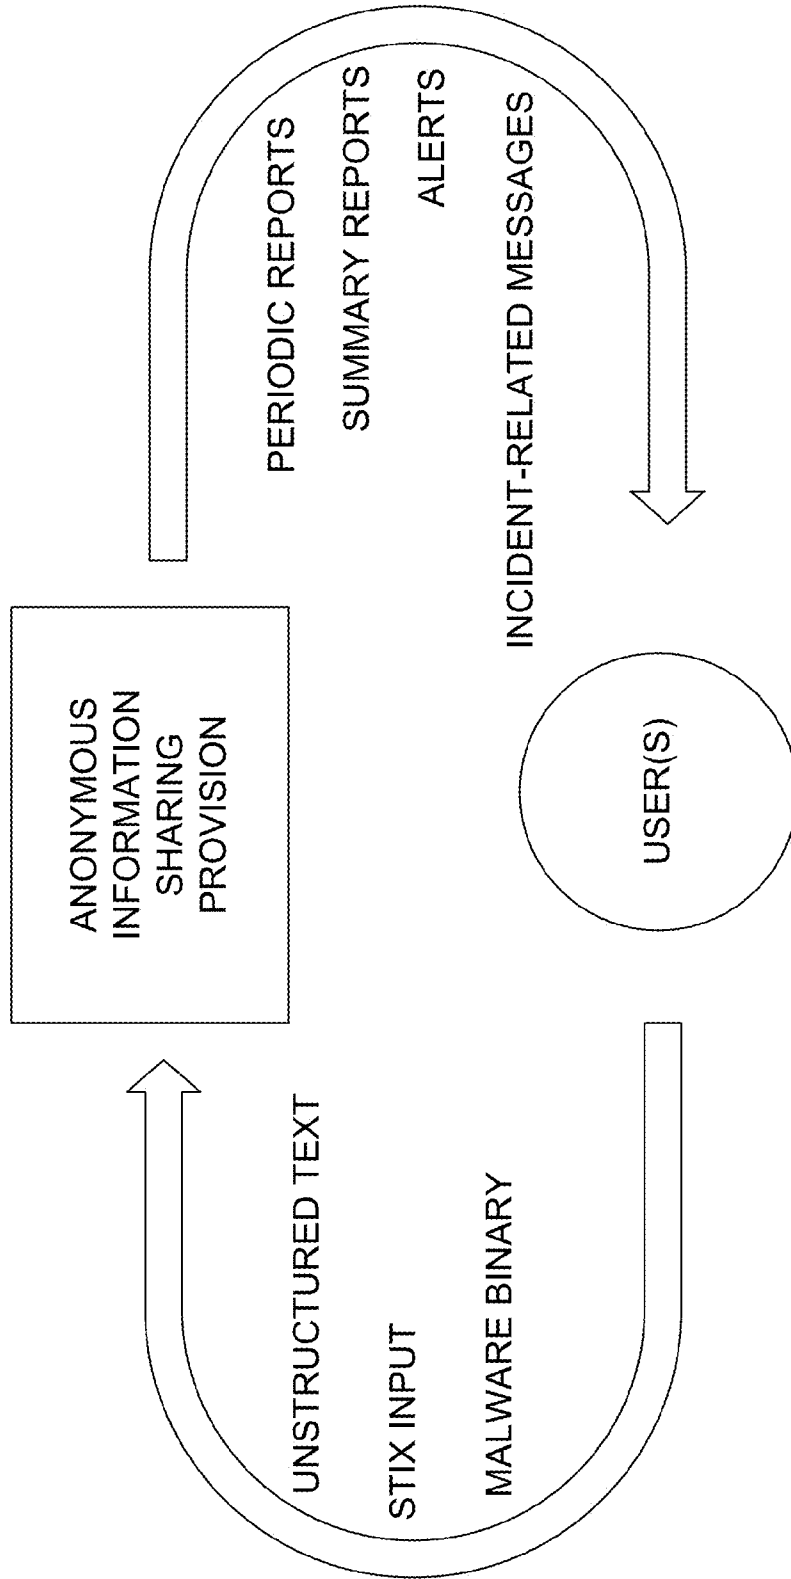 ANONYMOUS
INFORMATION
SHARING
PROVISION
UNSTRUCTURED TEXT
STIX INPUT
MALWARE BINARY
PERIODIC REPORTS
SUMMARY REPORTS
ALERTS
INCIDENT-RELATED MESSAGES
USER(S)